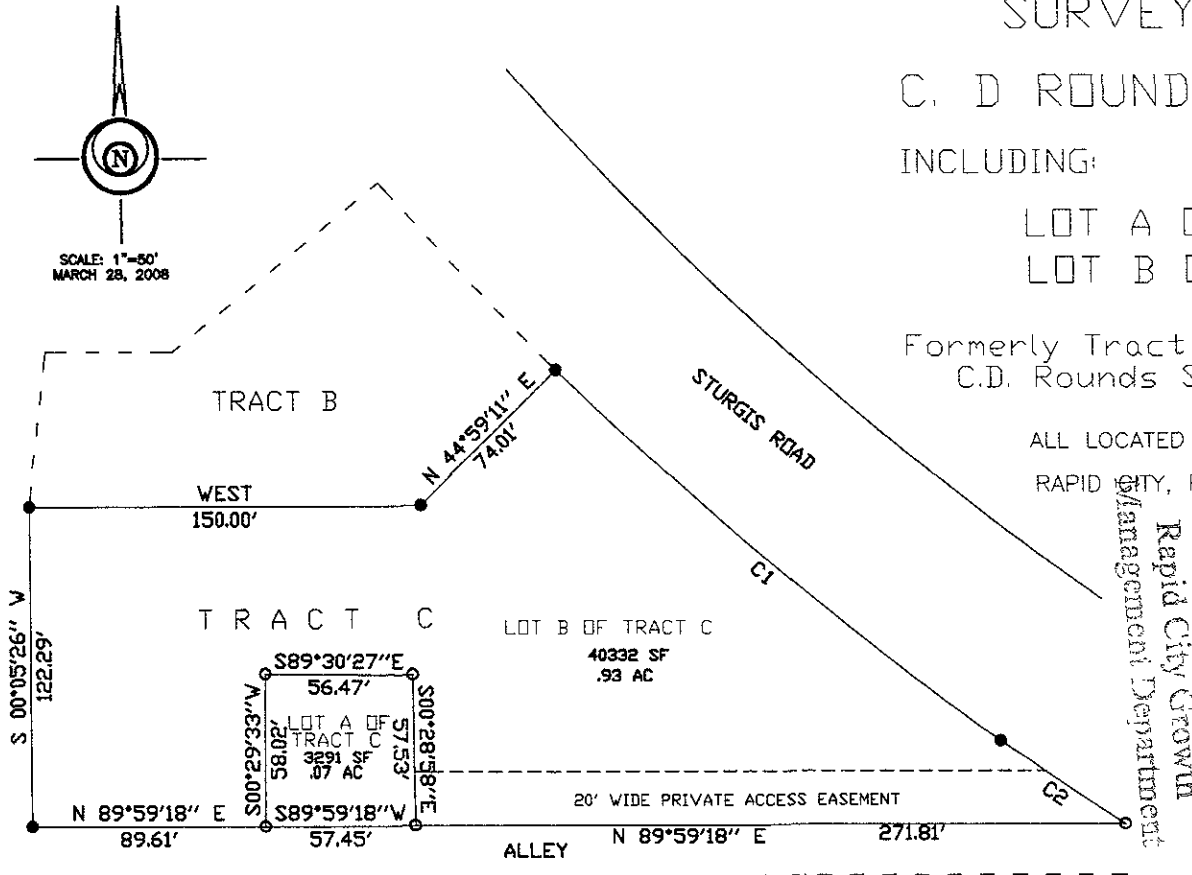 SURVEY
C. D ROUND
INCLUDING:
LOT A
LOT B
Formerly Tract
C.D. Rounds S
ALL LOCATED
RAPID CITY,
Rapid City Growth
Management Department
N
SCALE: 1"=50'
MARCH 28, 2008
TRACT B
N 44°59'11" E
74.01'
STURGIS ROAD
WEST
150.00'
C1
S 00°05'26" W
122.29'
TRACT C
LOT B OF TRACT C
40332 SF
.93 AC
S89°30'27"E
56.47'
S00°29'33"W
58.02'
LOT A OF
TRACT C
3291 SF
.07 AC
57.53'
S00°28'58"E
20' WIDE PRIVATE ACCESS EASEMENT
C2
N 89°59'18" E
89.61'
S89°59'18"W
57.45'
ALLEY
N 89°59'18" E
271.81'